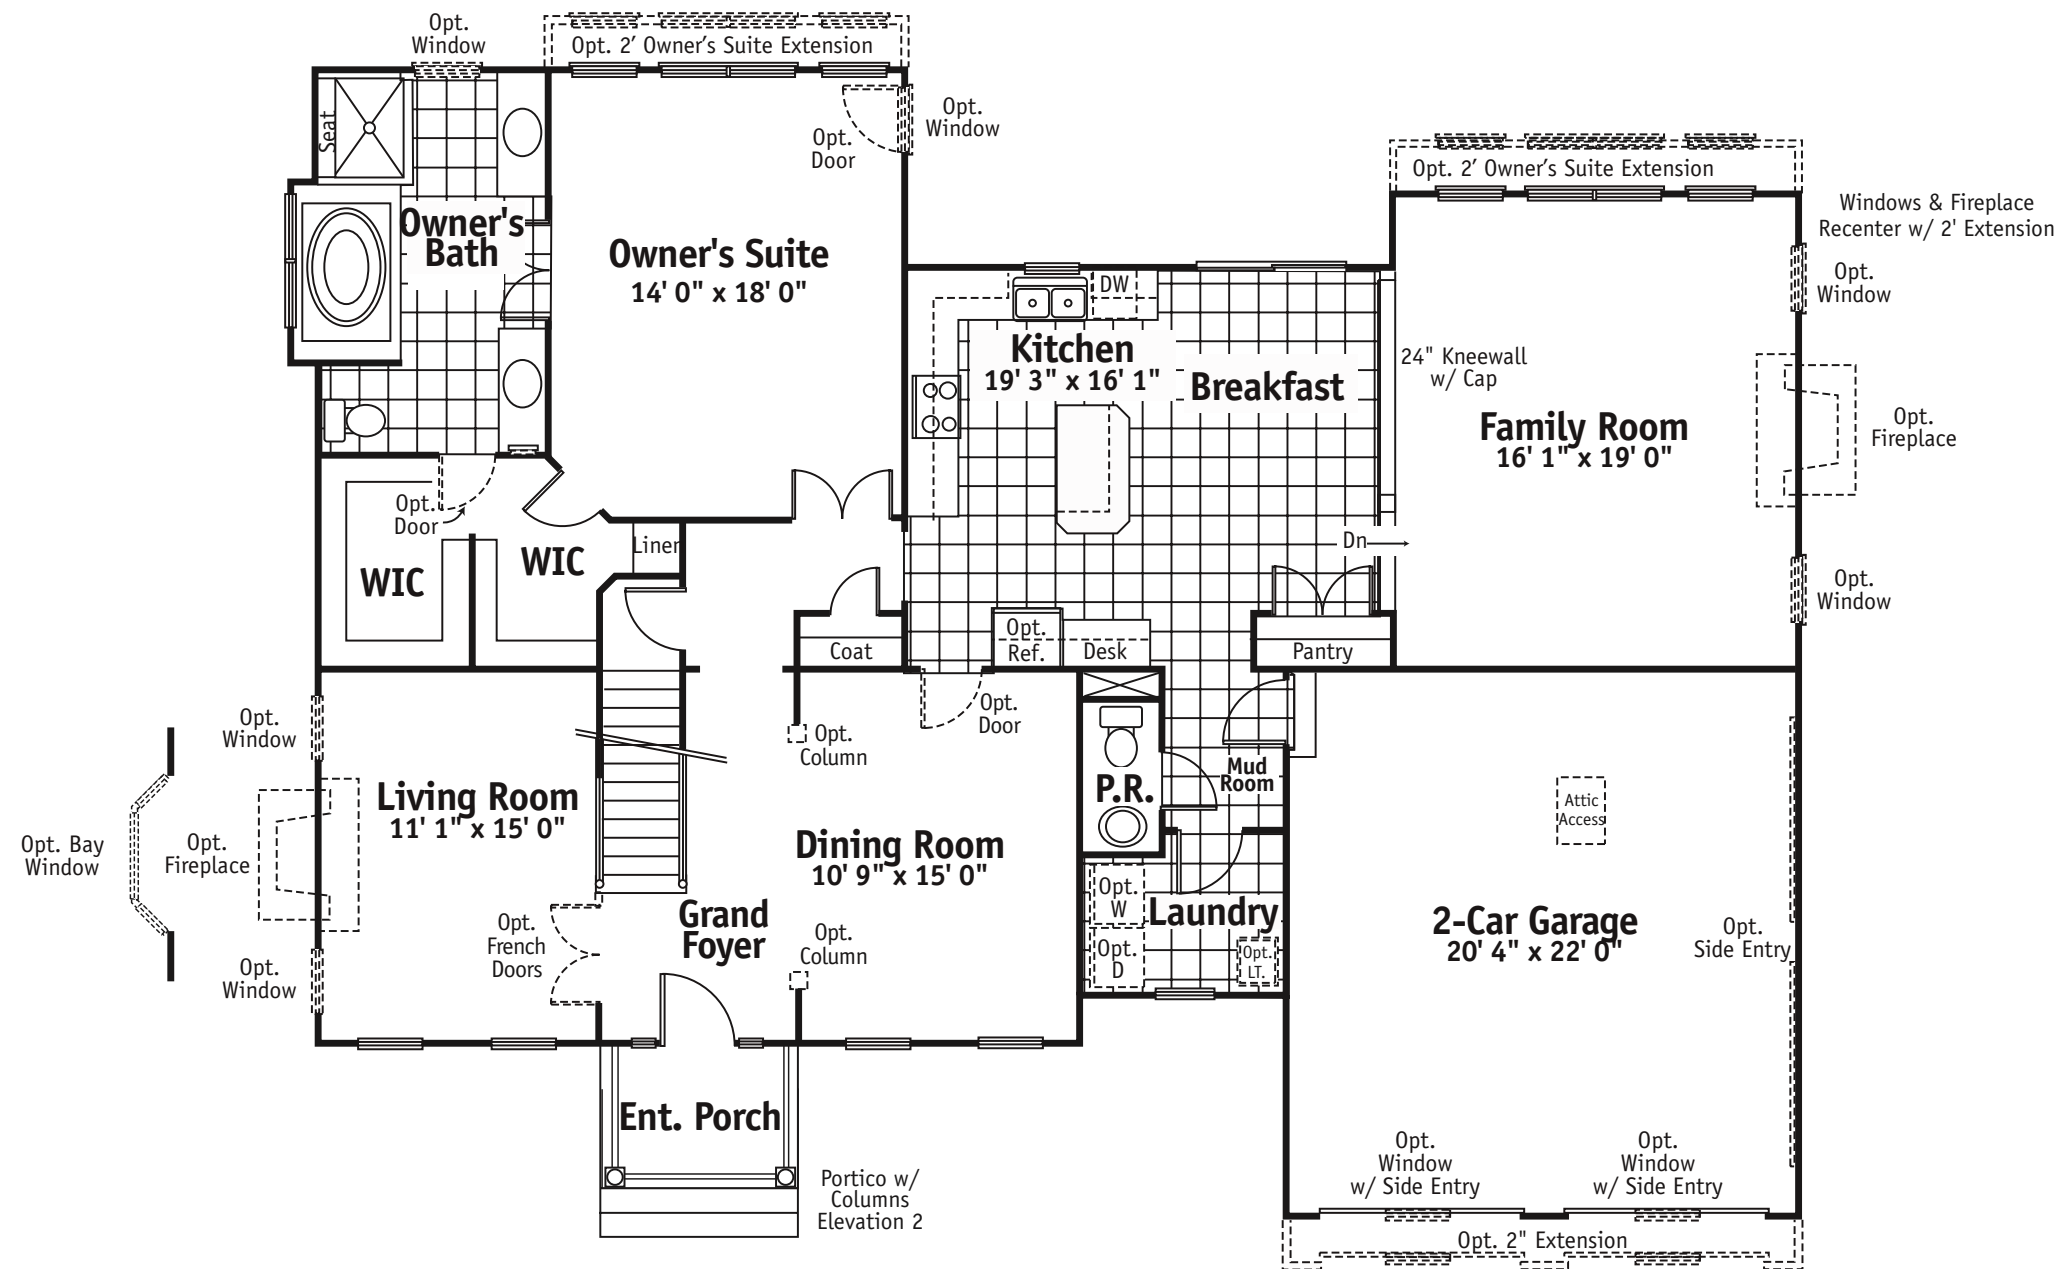 Opt.
Window
Opt. 2′ Owner's Suite Extension
Seat
Opt.
Door
Opt.
Window
Owner's
Bath
Owner's Suite
14' 0" x 18' 0"
Opt. 2′ Owner's Suite Extension
Windows & Fireplace
Recenter w/ 2' Extension
Opt.
Window
DW
Kitchen
19' 3" x 16' 1"
Breakfast
24" Kneewall
w/ Cap
Family Room
16' 1" x 19' 0"
Opt.
Fireplace
Opt.
Door
WIC
WIC
Linen
Dn
Opt.
Window
Coat
Opt.
Ref.
Desk
Pantry
Opt.
Window
Opt.
Column
Opt.
Door
Living Room
11' 1" x 15' 0"
P.R.
Mud
Room
Attic
Access
Opt. Bay
Window
Opt.
Fireplace
Dining Room
10' 9" x 15' 0"
Opt.
W
Laundry
Opt.
French
Doors
Grand
Foyer
Opt.
Column
Opt.
D
Opt.
LT.
2-Car Garage
20' 4" x 22' 0"
Opt.
Side Entry
Opt.
Window
Ent. Porch
Portico w/
Columns
Elevation 2
Opt.
Window
w/ Side Entry
Opt.
Window
w/ Side Entry
Opt. 2" Extension